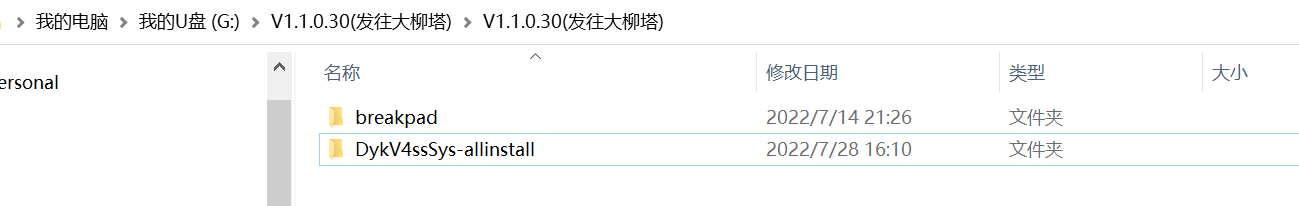 我的电脑 > 我的U盘 (G:) > V1.1.0.30(发往大柳塔) > V1.1.0.30(发往大柳塔)
ersonal
名称 修改日期 类型 大小
breakpad 2022/7/14 21:26 文件夹
DykV4ssSys-allinstall 2022/7/28 16:10 文件夹